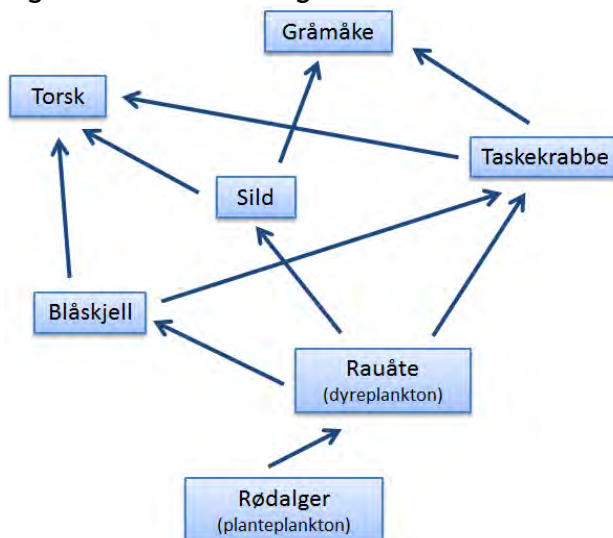 Gråmåke
Torsk
Taskekrabbe
Sild
Blåskjell
Rauåte
(dyreplankton)
Rødalger
(planteplankton)